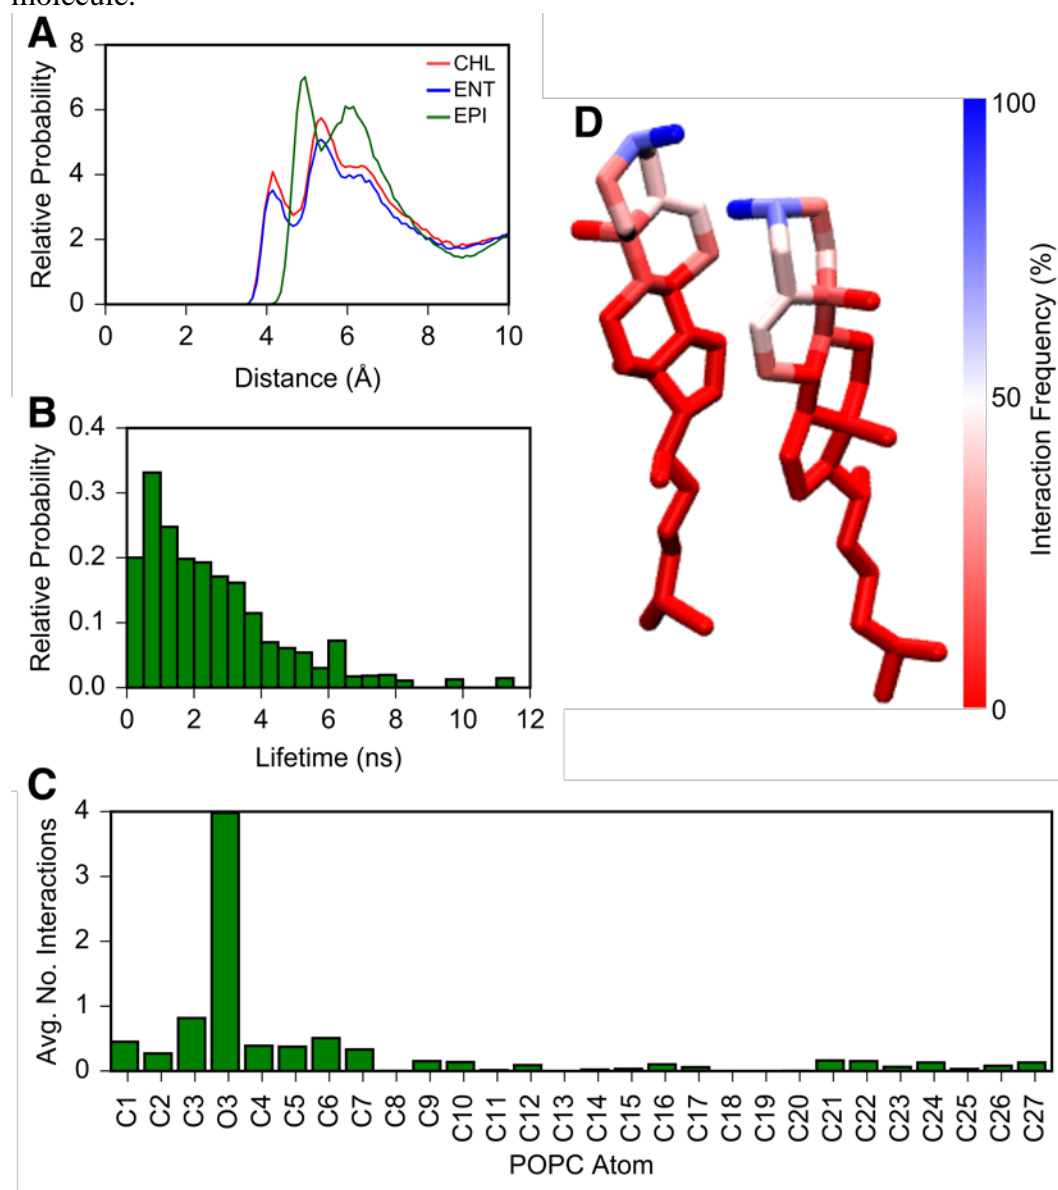 molecule.
A
8
6
4
2
0
Relative Probability
CHL
ENT
EPI
0 2 4 6 8 10
Distance (Å)
B
0.4
0.3
0.2
0.1
0.0
Relative Probability
0 2 4 6 8 10 12
Lifetime (ns)
D
100
50
0
Interaction Frequency (%)
C
4
3
2
1
0
Avg. No. Interactions
C1 C2 C3 O3 C4 C5 C6 C7 C8 C9 C10 C11 C12 C13 C14 C15 C16 C17 C18 C19 C20 C21 C22 C23 C24 C25 C26 C27
POPC Atom